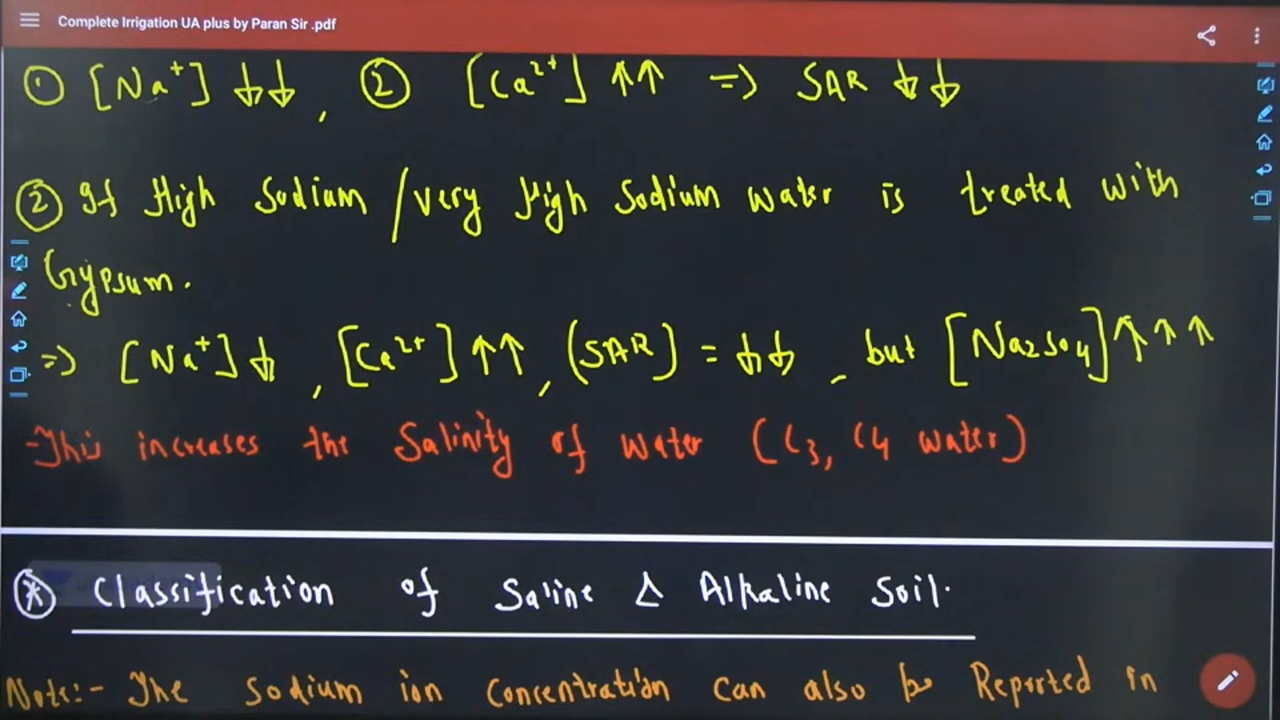 Complete Irrigation UA plus by Paran Sir .pdf
① [Na⁺] ↓↓, ② [Ca²⁺] ↑↑ => SAR ↓↓
② If High Sodium / very High Sodium water is treated with
Gypsum.
=> [Na⁺] ↓, [Ca²⁺] ↑↑, (SAR) = ↓↓, but [Na₂SO₄] ↑↑↑
- This increases the Salinity of water (C₃, C₄ water)
* Classification of Saline & Alkaline Soil.
Note:- The Sodium ion Concentration can also be Reported in